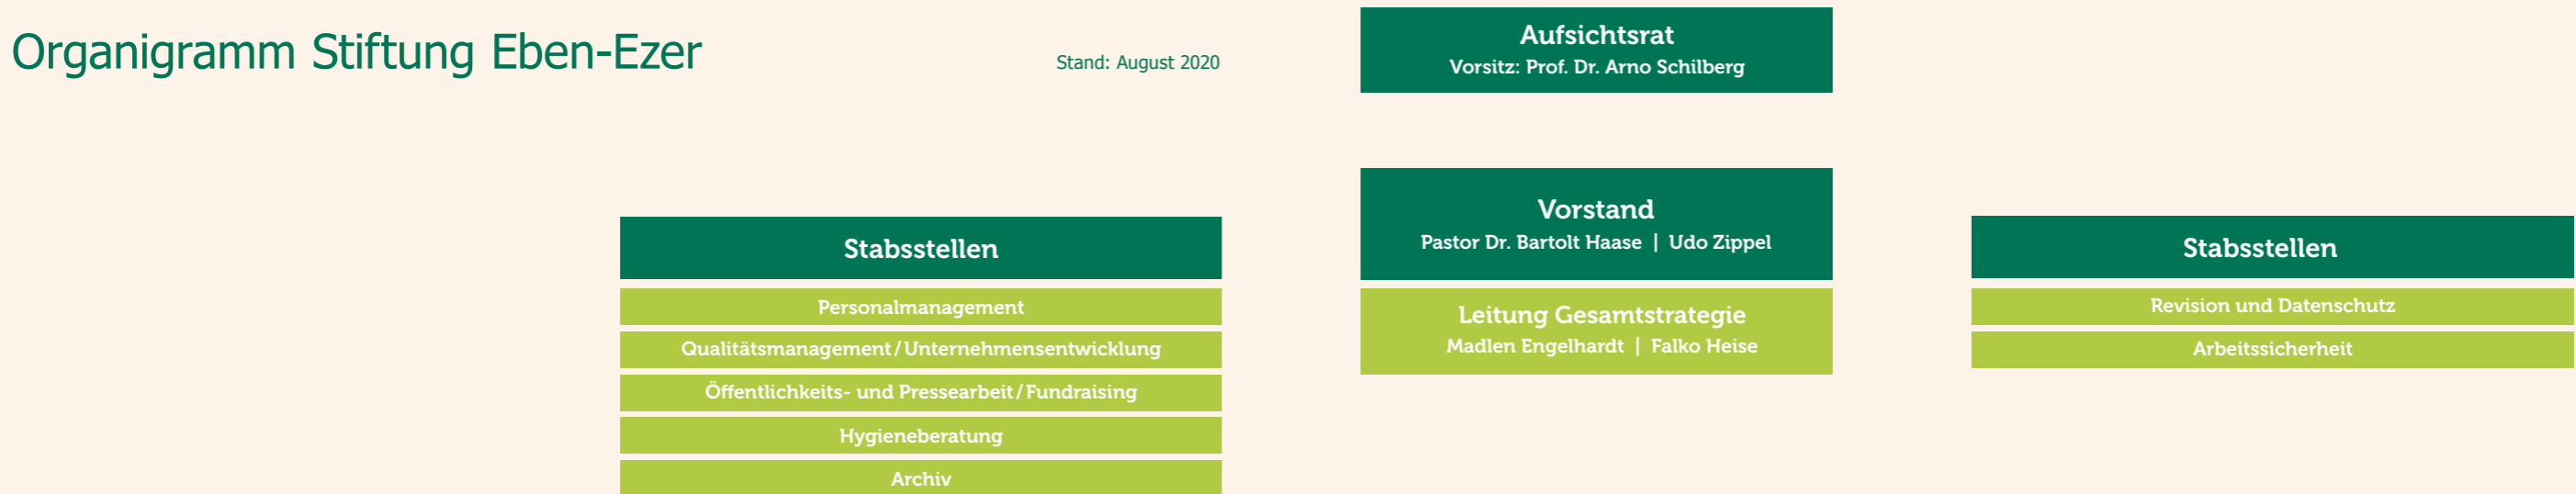 Organigramm Stiftung Eben-Ezer
Stand: August 2020
Aufsichtsrat
Vorsitz: Prof. Dr. Arno Schilberg
Vorstand
Pastor Dr. Bartolt Haase | Udo Zippel
Leitung Gesamtstrategie
Madlen Engelhardt | Falko Heise
Stabsstellen
Personalmanagement
Qualitätsmanagement/Unternehmensentwicklung
Öffentlichkeits- und Pressearbeit/Fundraising
Hygieneberatung
Archiv
Stabsstellen
Revision und Datenschutz
Arbeitssicherheit